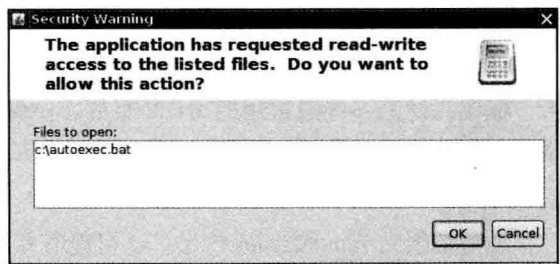 Security Warning
The application has requested read-write
access to the listed files.  Do you want to
allow this action?
Files to open:
c:\autoexec.bat
OK
Cancel